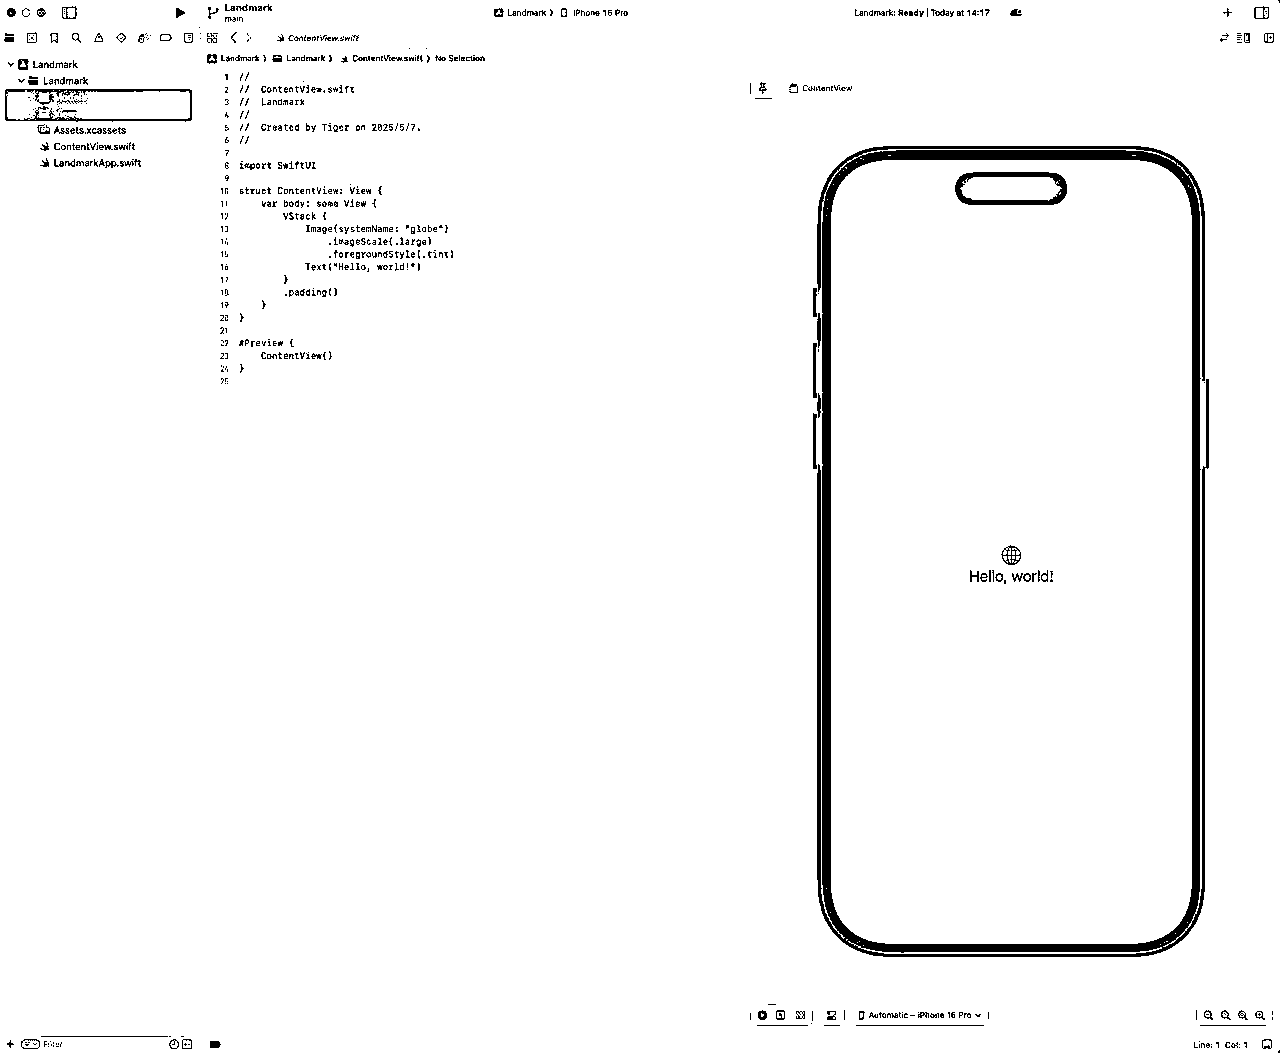 Landmark
main
Landmark
iPhone 16 Pro
Landmark: Ready | Today at 14:17
ContentView.swift
Landmark
Landmark
ContentView.swift
No Selection
Landmark
Landmark
Assets.xcassets
ContentView.swift
LandmarkApp.swift
1 //
2 //  ContentView.swift
3 //  Landmark
4 //
5 //  Created by Tiger on 2025/5/7.
6 //
7
8 import SwiftUI
9
10 struct ContentView: View {
11     var body: some View {
12         VStack {
13             Image(systemName: "globe")
14                 .imageScale(.large)
15                 .foregroundStyle(.tint)
16             Text("Hello, world!")
17         }
18         .padding()
19     }
20 }
21
22 #Preview {
23     ContentView()
24 }
25
ContentView
Hello, world!
Automatic – iPhone 16 Pro
Filter
Line: 1 Col: 1